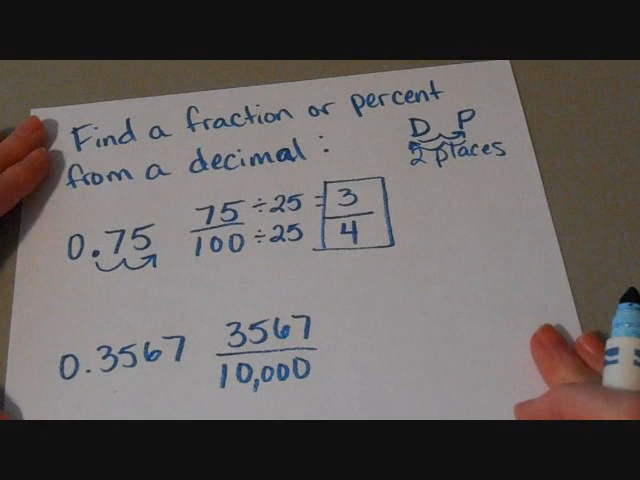 Find a fraction or percent
from a decimal:
D P
2 places
0.75 75/100 ÷25 ÷25 = 3/4
0.3567 3567/10,000